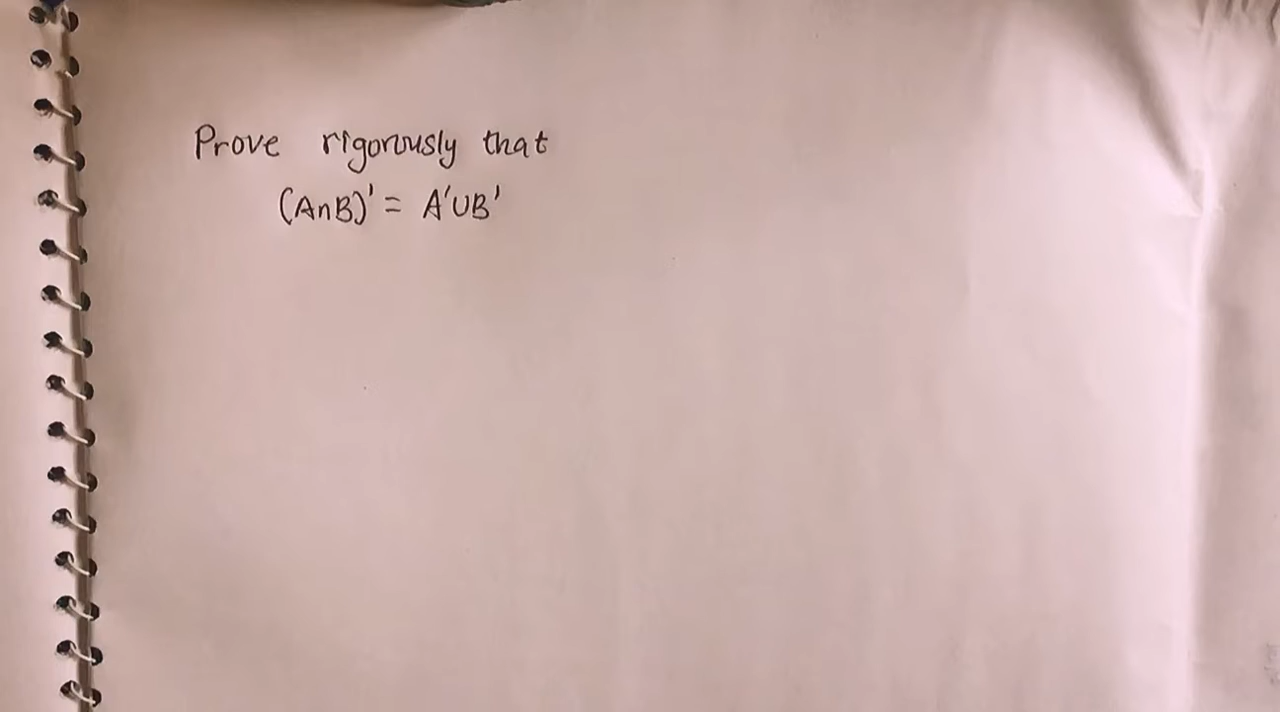 Prove rigorously that
(A∩B)' = A'∪B'